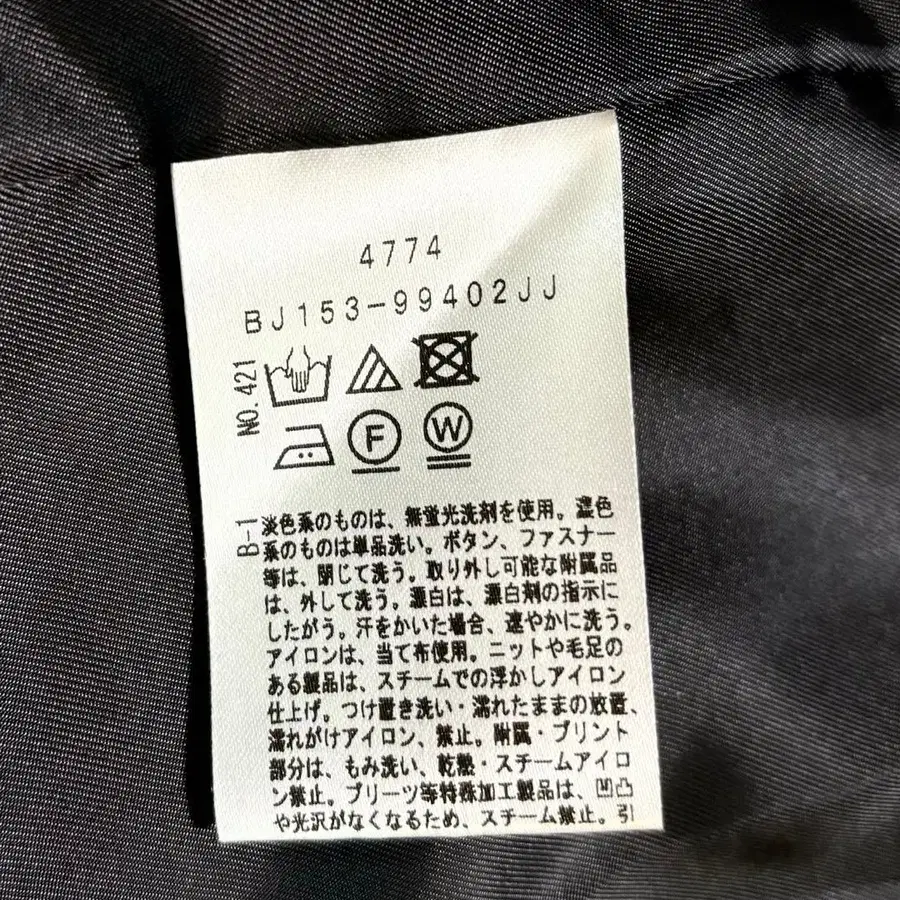 4774
BJ153-99402JJ
NO.421
F
W
B-1
淡色系のものは、無蛍光洗剤を使用。濃色
系のものは単品洗い。ボタン、ファスナー
等は、閉じて洗う。取り外し可能な附属品
は、外して洗う。漂白は、漂白剤の指示に
したがう。汗をかいた場合、速やかに洗う。
アイロンは、当て布使用。ニットや毛足の
ある製品は、スチームでの浮かしアイロン
仕上げ。つけ置き洗い・濡れたままの放置、
濡れがけアイロン、禁止。附属・プリント
部分は、もみ洗い、乾熱・スチームアイロ
ン禁止。プリーツ等特殊加工製品は、凹凸
や光沢がなくなるため、スチーム禁止。引